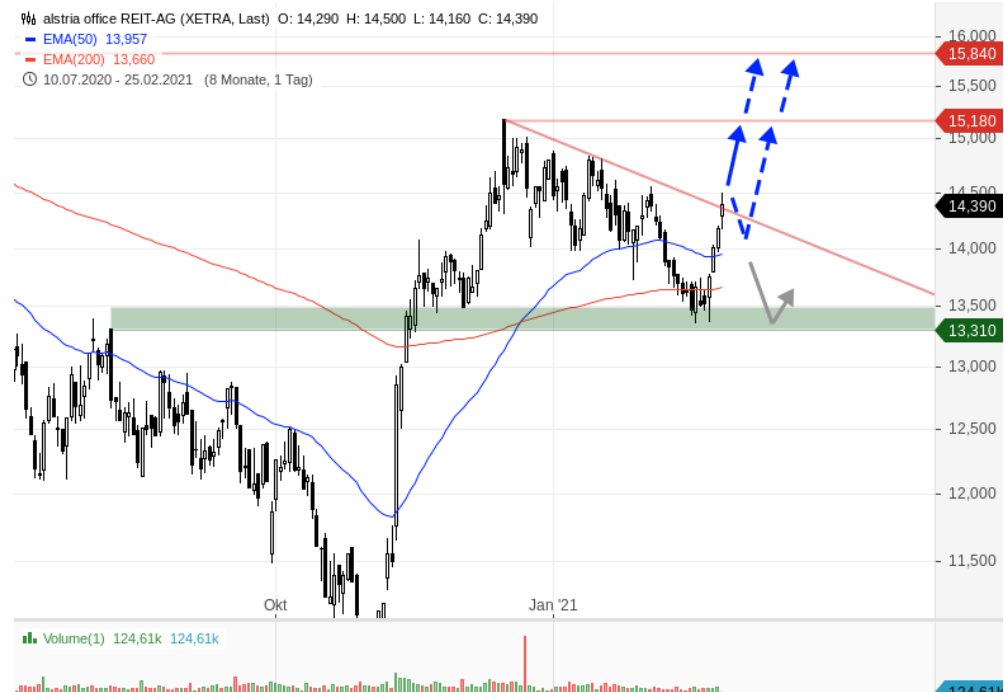 alstria office REIT-AG (XETRA, Last) O: 14,290 H: 14,500 L: 14,160 C: 14,390
EMA(50) 13,957
EMA(200) 13,660
10.07.2020 - 25.02.2021 (8 Monate, 1 Tag)
16,000
15,840
15,500
15,180
15,000
14,500
14,390
14,000
13,500
13,310
13,000
12,500
12,000
11,500
Okt
Jan '21
Volume(1) 124,61k 124,61k
124,61k